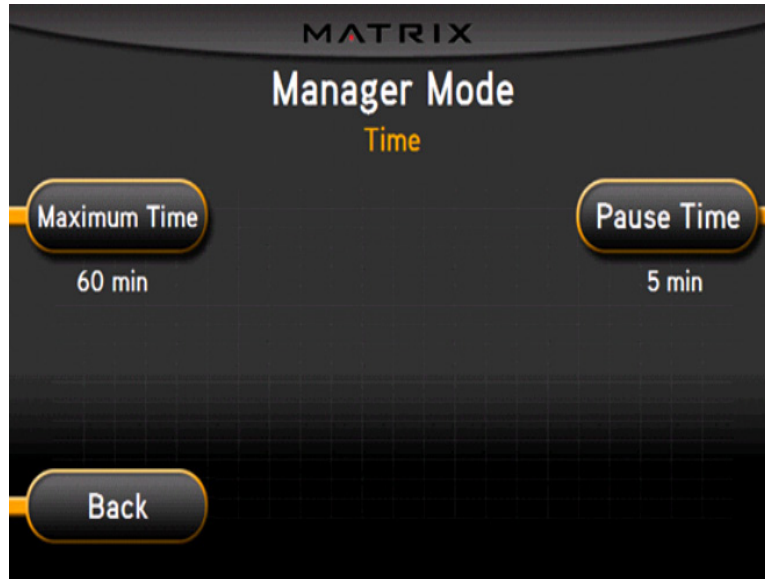 MATRIX
Manager Mode
Time
Maximum Time
Pause Time
60 min
5 min
Back